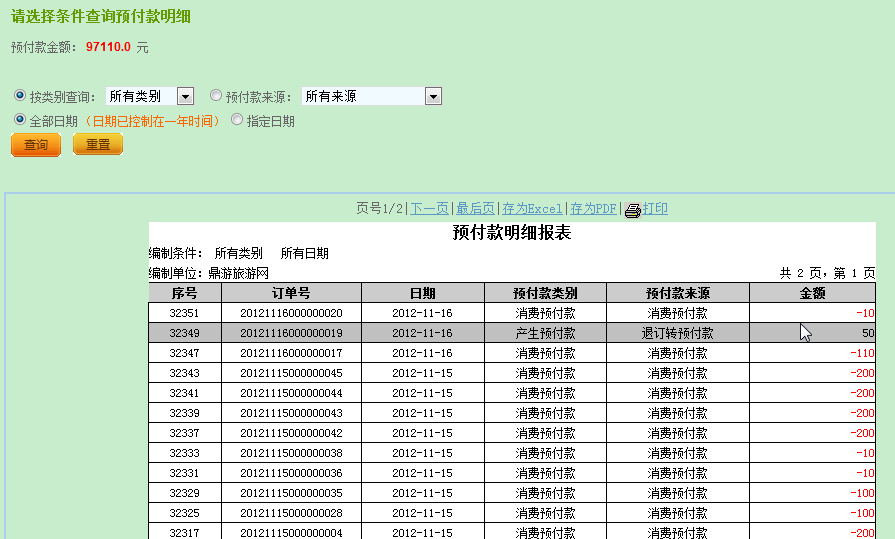 请选择条件查询预付款明细
预付款金额： 97110.0 元
按类别查询： 所有类别 预付款来源： 所有来源
全部日期 （日期已控制在一年时间） 指定日期
查询 重置
页号1/2|下一页|最后页|存为Excel|存为PDF|打印
预付款明细报表
编制条件： 所有类别 所有日期
编制单位：鼎游旅游网 共 2 页，第 1 页
序号 订单号 日期 预付款类别 预付款来源 金额
32351 20121116000000020 2012-11-16 消费预付款 消费预付款 -10
32349 20121116000000019 2012-11-16 产生预付款 退订转预付款 50
32347 20121116000000017 2012-11-16 消费预付款 消费预付款 -110
32343 20121115000000045 2012-11-15 消费预付款 消费预付款 -200
32341 20121115000000044 2012-11-15 消费预付款 消费预付款 -200
32339 20121115000000043 2012-11-15 消费预付款 消费预付款 -200
32337 20121115000000042 2012-11-15 消费预付款 消费预付款 -200
32333 20121115000000038 2012-11-15 消费预付款 消费预付款 -10
32331 20121115000000036 2012-11-15 消费预付款 消费预付款 -10
32329 20121115000000035 2012-11-15 消费预付款 消费预付款 -100
32325 20121115000000028 2012-11-15 消费预付款 消费预付款 -100
32317 20121115000000004 2012-11-15 消费预付款 消费预付款 -200